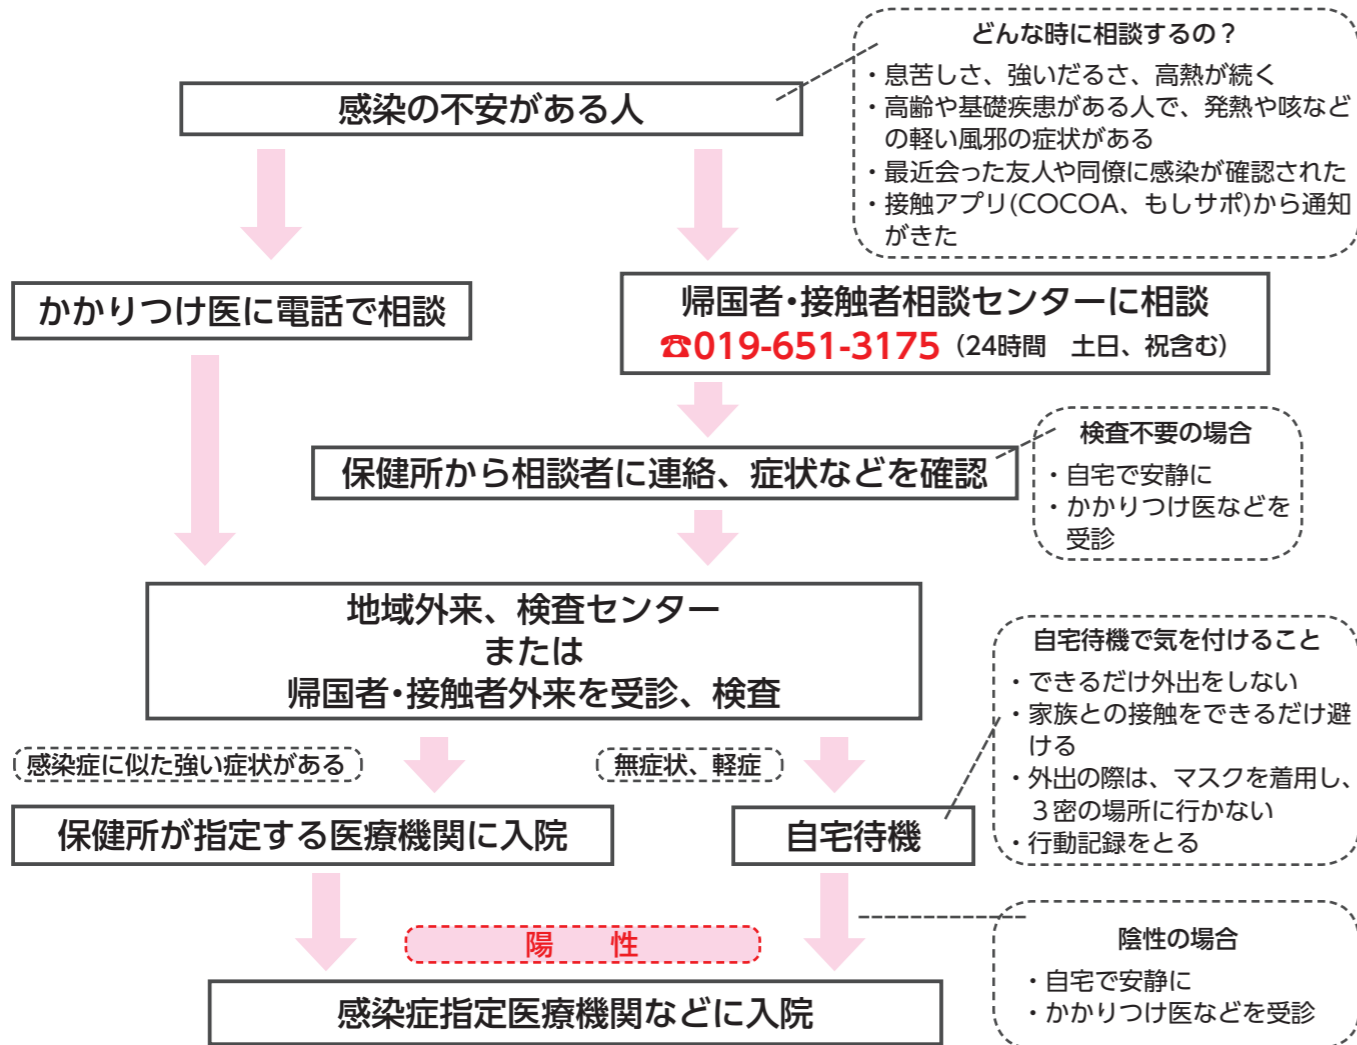 どんな時に相談するの？
・息苦しさ、強いだるさ、高熱が続く
・高齢や基礎疾患がある人で、発熱や咳など
の軽い風邪の症状がある
・最近会った友人や同僚に感染が確認された
・接触アプリ(COCOA、もしサポ)から通知
がきた
感染の不安がある人
かかりつけ医に電話で相談
帰国者・接触者相談センターに相談
☎019-651-3175（24時間　土日、祝含む）
保健所から相談者に連絡、症状などを確認
検査不要の場合
・自宅で安静に
・かかりつけ医などを
受診
地域外来、検査センター
または
帰国者・接触者外来を受診、検査
自宅待機で気を付けること
・できるだけ外出をしない
・家族との接触をできるだけ避
ける
・外出の際は、マスクを着用し、
３密の場所に行かない
・行動記録をとる
感染症に似た強い症状がある
無症状、軽症
保健所が指定する医療機関に入院
自宅待機
陽　性
陰性の場合
・自宅で安静に
・かかりつけ医などを受診
感染症指定医療機関などに入院